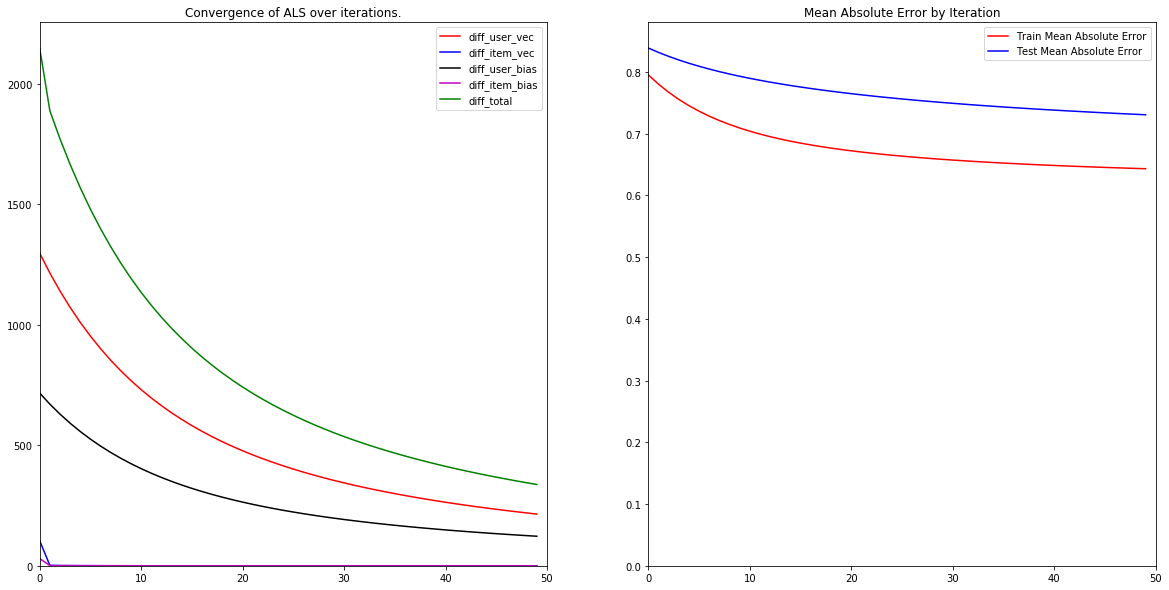 Convergence of ALS over iterations.
diff_user_vec
diff_item_vec
diff_user_bias
diff_item_bias
diff_total
2000
1500
1000
500
0
0 10 20 30 40 50
Mean Absolute Error by Iteration
Train Mean Absolute Error
Test Mean Absolute Error
0.8
0.7
0.6
0.5
0.4
0.3
0.2
0.1
0.0
0 10 20 30 40 50